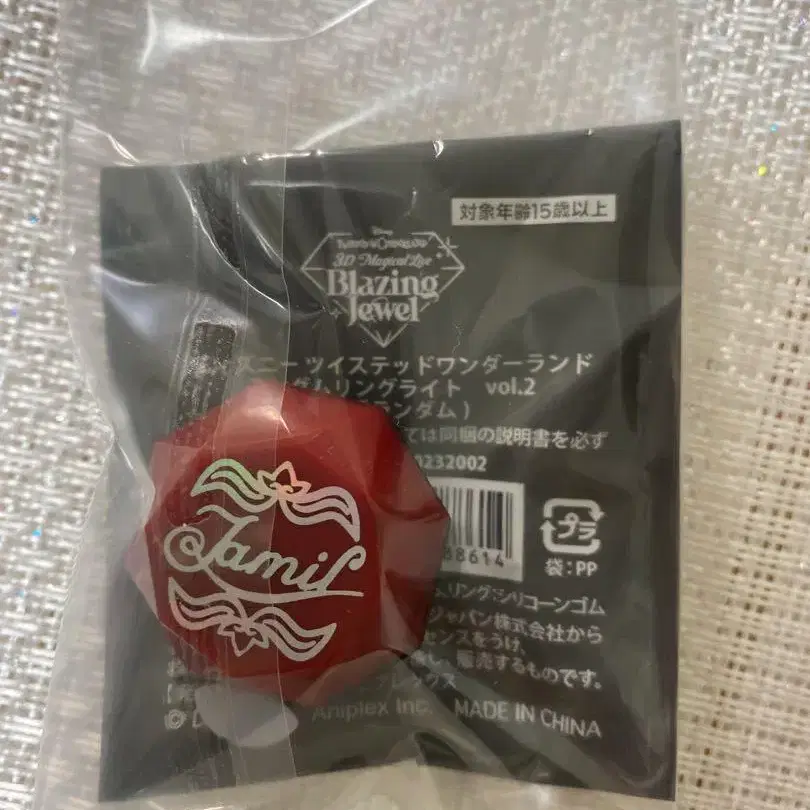 対象年齢15歳以上
Disney
3D Magical Live
Blazing
Jewel
ズニー ツイステッドワンダーランド
ダムリングライト vol.2
ンダム)
ては同梱の説明書を必ず
0232002
88614
プラ
袋:PP
Jamil
ムリング:シリコーンゴム
ジャパン株式会社から
センスをうけ、
販売するものです。
Aniplex Inc. MADE IN CHINA